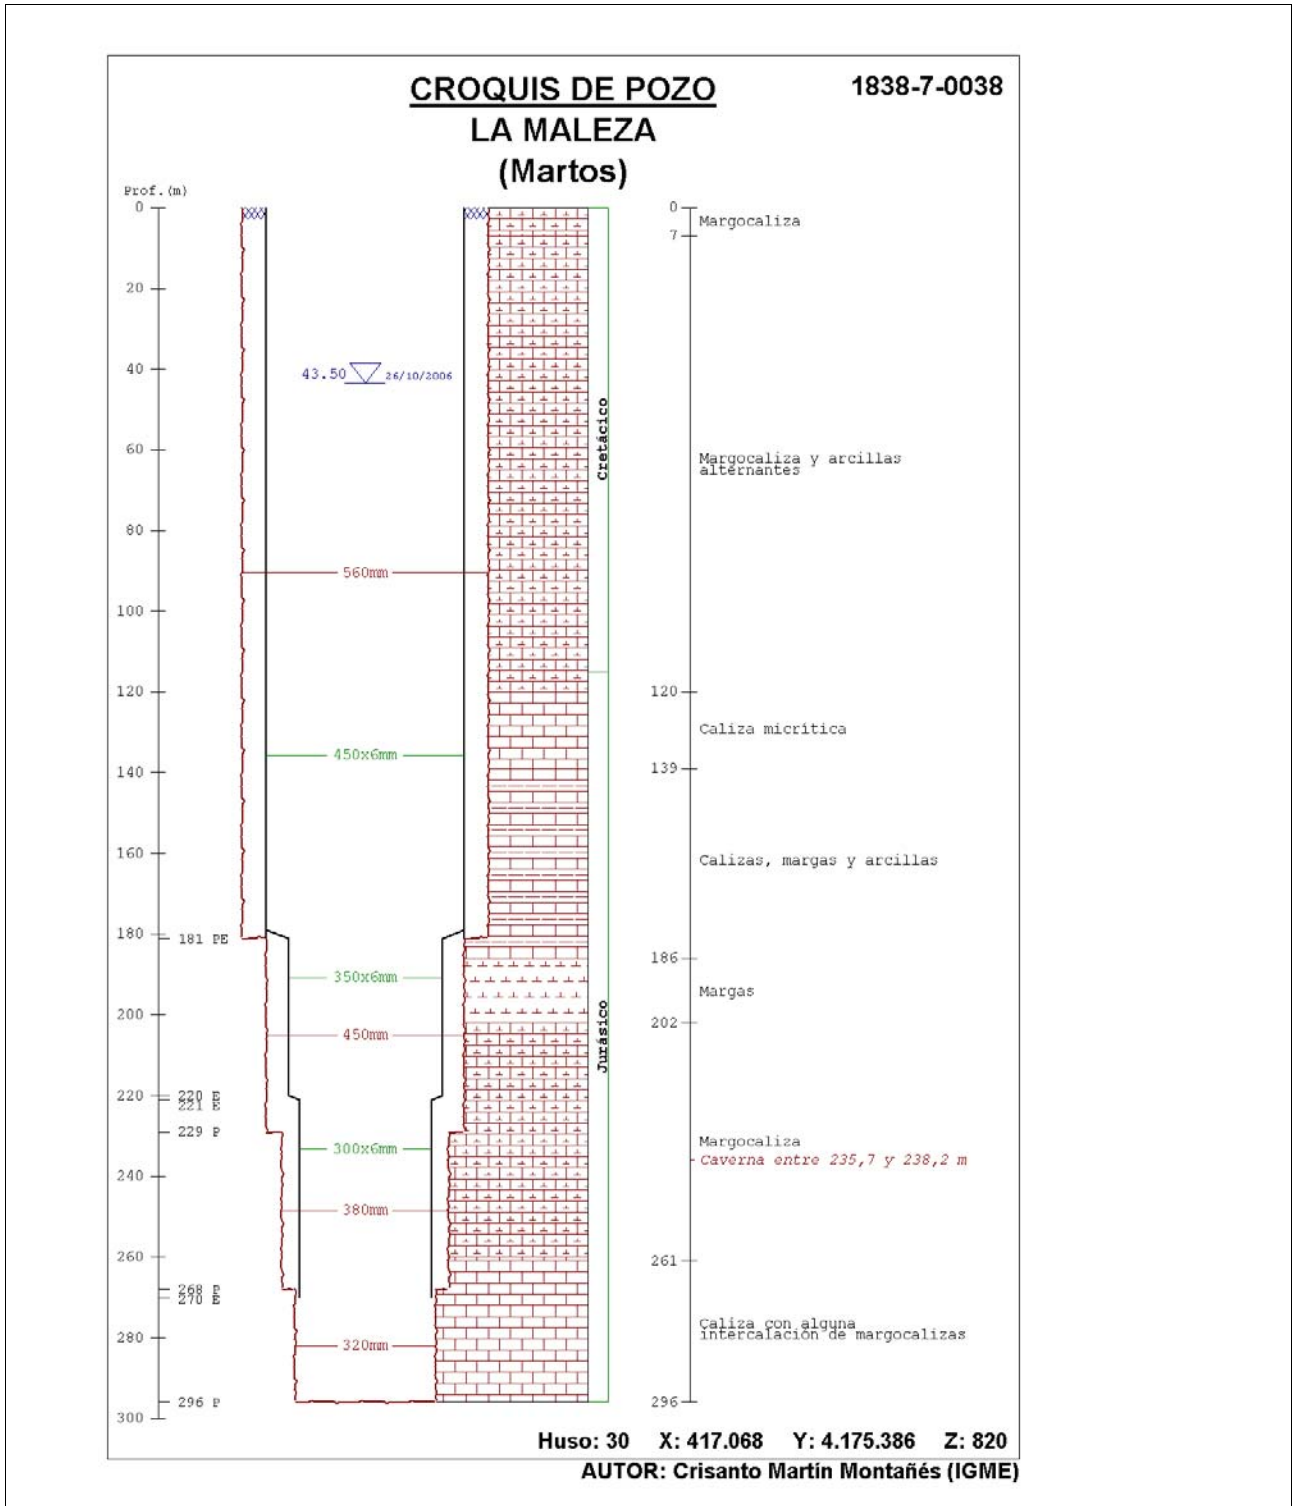 CROQUIS DE POZO
1838-7-0038
LA MALEZA
(Martos)
Prof.(m)
0
20
40
60
80
100
120
140
160
180
181 PE
200
220
220 E
221 E
229 P
240
260
268 P
270 E
280
296 P
300
43.50
26/10/2006
560mm
450x6mm
350x6mm
450mm
300x6mm
380mm
320mm
Cretácico
Jurásico
0
Margocaliza
7
Margocaliza y arcillas
alternantes
120
Caliza micrítica
139
Calizas, margas y arcillas
186
Margas
202
Margocaliza
Caverna entre 235,7 y 238,2 m
261
Caliza con alguna
intercalación de margocalizas
296
Huso: 30 X: 417.068 Y: 4.175.386 Z: 820
AUTOR: Crisanto Martín Montañés (IGME)